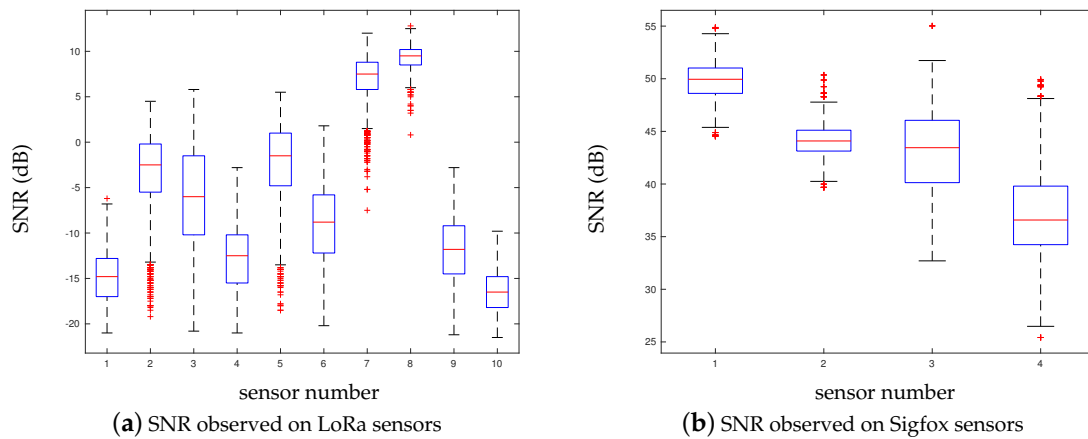 10
5
0
-5
-10
-15
-20
SNR (dB)
1 2 3 4 5 6 7 8 9 10
sensor number
(a) SNR observed on LoRa sensors
55
50
45
40
35
30
25
SNR (dB)
1 2 3 4
sensor number
(b) SNR observed on Sigfox sensors